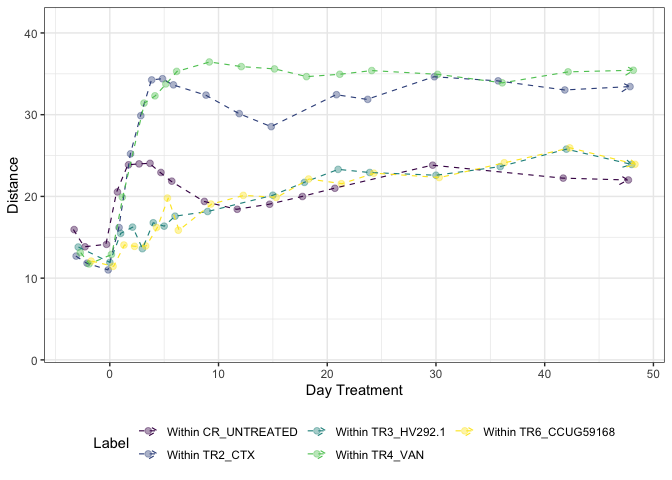 40
30
20
10
0
Distance
0
10
20
30
40
50
Day Treatment
Label
Within CR_UNTREATED
Within TR3_HV292.1
Within TR6_CCUG59168
Within TR2_CTX
Within TR4_VAN